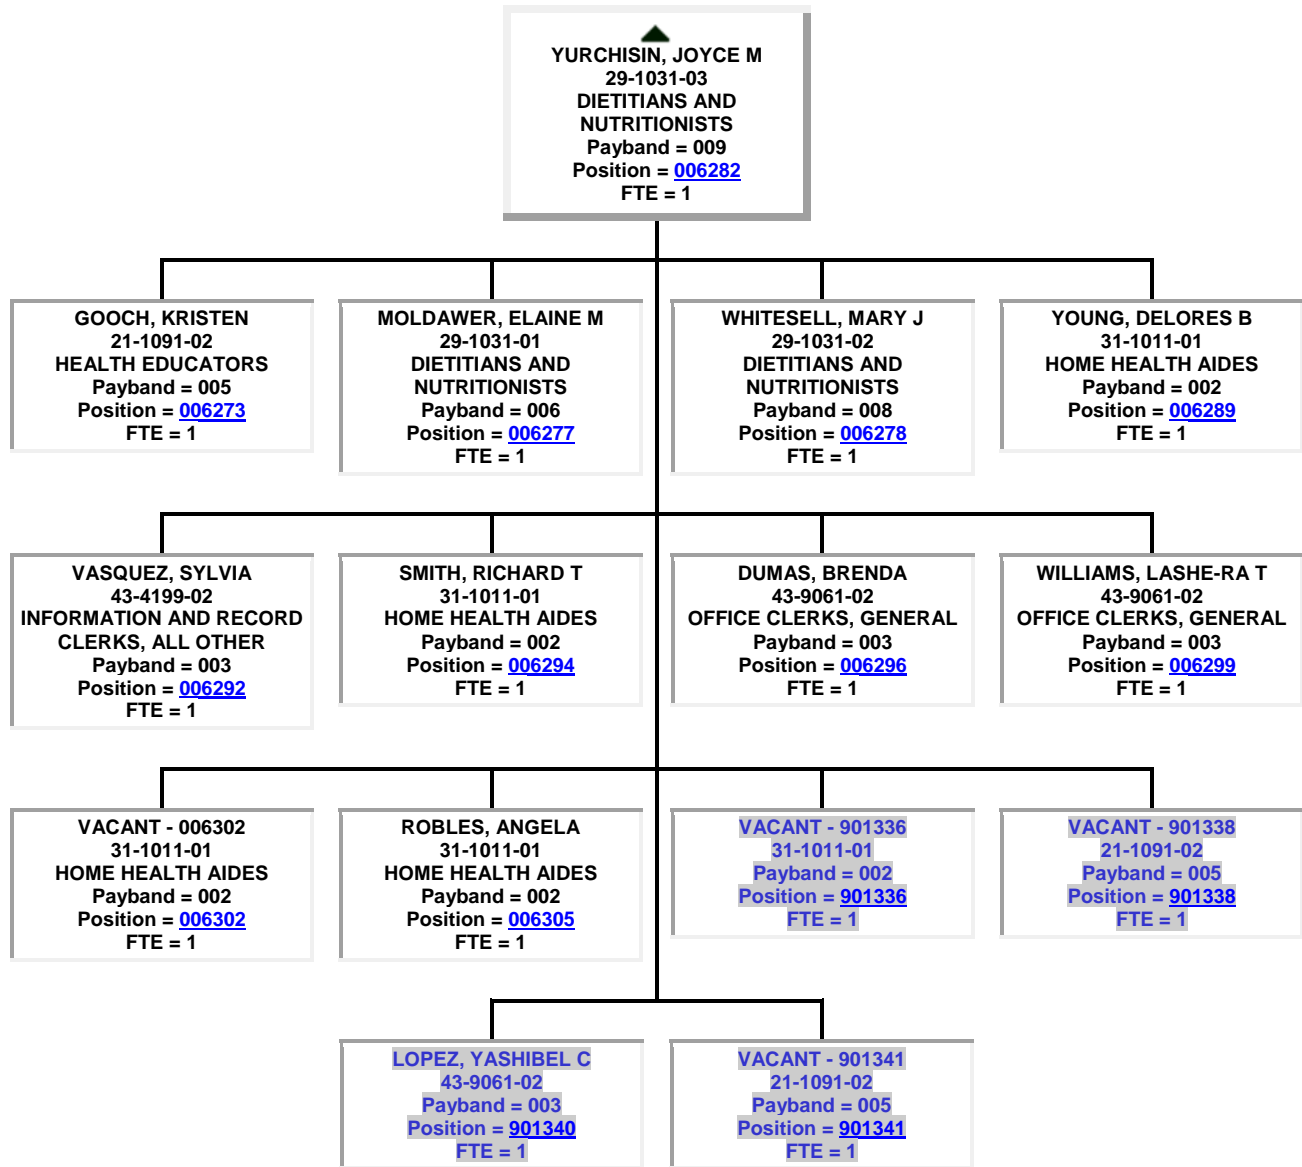 YURCHISIN, JOYCE M
29-1031-03
DIETITIANS AND
NUTRITIONISTS
Payband = 009
Position = 006282
FTE = 1
GOOCH, KRISTEN
21-1091-02
HEALTH EDUCATORS
Payband = 005
Position = 006273
FTE = 1
MOLDAWER, ELAINE M
29-1031-01
DIETITIANS AND
NUTRITIONISTS
Payband = 006
Position = 006277
FTE = 1
WHITESELL, MARY J
29-1031-02
DIETITIANS AND
NUTRITIONISTS
Payband = 008
Position = 006278
FTE = 1
YOUNG, DELORES B
31-1011-01
HOME HEALTH AIDES
Payband = 002
Position = 006289
FTE = 1
VASQUEZ, SYLVIA
43-4199-02
INFORMATION AND RECORD
CLERKS, ALL OTHER
Payband = 003
Position = 006292
FTE = 1
SMITH, RICHARD T
31-1011-01
HOME HEALTH AIDES
Payband = 002
Position = 006294
FTE = 1
DUMAS, BRENDA
43-9061-02
OFFICE CLERKS, GENERAL
Payband = 003
Position = 006296
FTE = 1
WILLIAMS, LASHE-RA T
43-9061-02
OFFICE CLERKS, GENERAL
Payband = 003
Position = 006299
FTE = 1
VACANT - 006302
31-1011-01
HOME HEALTH AIDES
Payband = 002
Position = 006302
FTE = 1
ROBLES, ANGELA
31-1011-01
HOME HEALTH AIDES
Payband = 002
Position = 006305
FTE = 1
VACANT - 901336
31-1011-01
Payband = 002
Position = 901336
FTE = 1
VACANT - 901338
21-1091-02
Payband = 005
Position = 901338
FTE = 1
LOPEZ, YASHIBEL C
43-9061-02
Payband = 003
Position = 901340
FTE = 1
VACANT - 901341
21-1091-02
Payband = 005
Position = 901341
FTE = 1